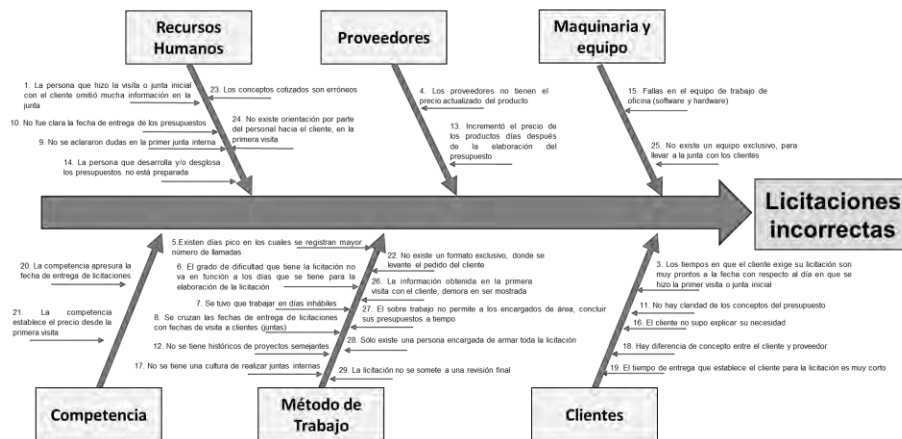 Recursos
Humanos
Proveedores
Maquinaria y
equipo
1. La persona que hizo la visita o junta inicial
con el cliente omitió mucha información en la
junta
23. Los conceptos cotizados son erróneos
10. No fue clara la fecha de entrega de los presupuestos
24. No existe orientación por parte
del personal hacia el cliente, en la
primera visita
9. No se aclararon dudas en la primer junta interna
14. La persona que desarrolla y/o desglosa
los presupuestos no está preparada
4. Los proveedores no tienen el
precio actualizado del producto
13. Incrementó el precio de
los productos días después
de la elaboración del
presupuesto
15. Fallas en el equipo de trabajo de
oficina (software y hardware)
25. No existe un equipo exclusivo, para
llevar a la junta con los clientes
Licitaciones
incorrectas
20. La competencia apresura la
fecha de entrega de licitaciones
21. La competencia
establece el precio desde la
primera visita
5.Existen días pico en los cuales se registran mayor
número de llamadas
6. El grado de dificultad que tiene la licitación no
va en función a los días que se tiene para la
elaboración de la licitación
7. Se tuvo que trabajar en días inhábiles
8. Se cruzan las fechas de entrega de licitaciones
con fechas de visita a clientes (juntas)
12. No se tiene históricos de proyectos semejantes
17. No se tiene una cultura de realizar juntas internas
22. No existe un formato exclusivo, donde se
levante el pedido del cliente
26. La información obtenida en la primera
visita con el cliente, demora en ser mostrada
27. El sobre trabajo no permite a los encargados de área, concluir
sus presupuestos a tiempo
28. Sólo existe una persona encargada de armar toda la licitación
29. La licitación no se somete a una revisión final
3. Los tiempos en que el cliente exige su licitación son
muy prontos a la fecha con respecto al día en que se
hizo la primer visita o junta inicial
11. No hay claridad de los conceptos del presupuesto
16. El cliente no supo explicar su necesidad
18. Hay diferencia de concepto entre el cliente y proveedor
19. El tiempo de entrega que establece el cliente para la licitación es muy corto
Competencia
Método de
Trabajo
Clientes